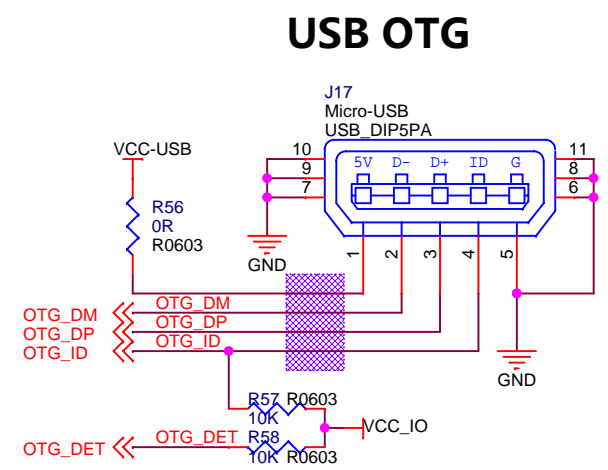 USB OTG
J17
Micro-USB
USB_DIP5PA
VCC-USB
10
9
7
5V D- D+ ID G
11
8
6
R56
0R
R0603
GND
1 2 3 4 5
OTG_DM
OTG_DM
OTG_DP
OTG_DP
OTG_ID
OTG_ID
GND
R57 R0603
10K
VCC_IO
OTG_DET
OTG_DET
R58
10K R0603